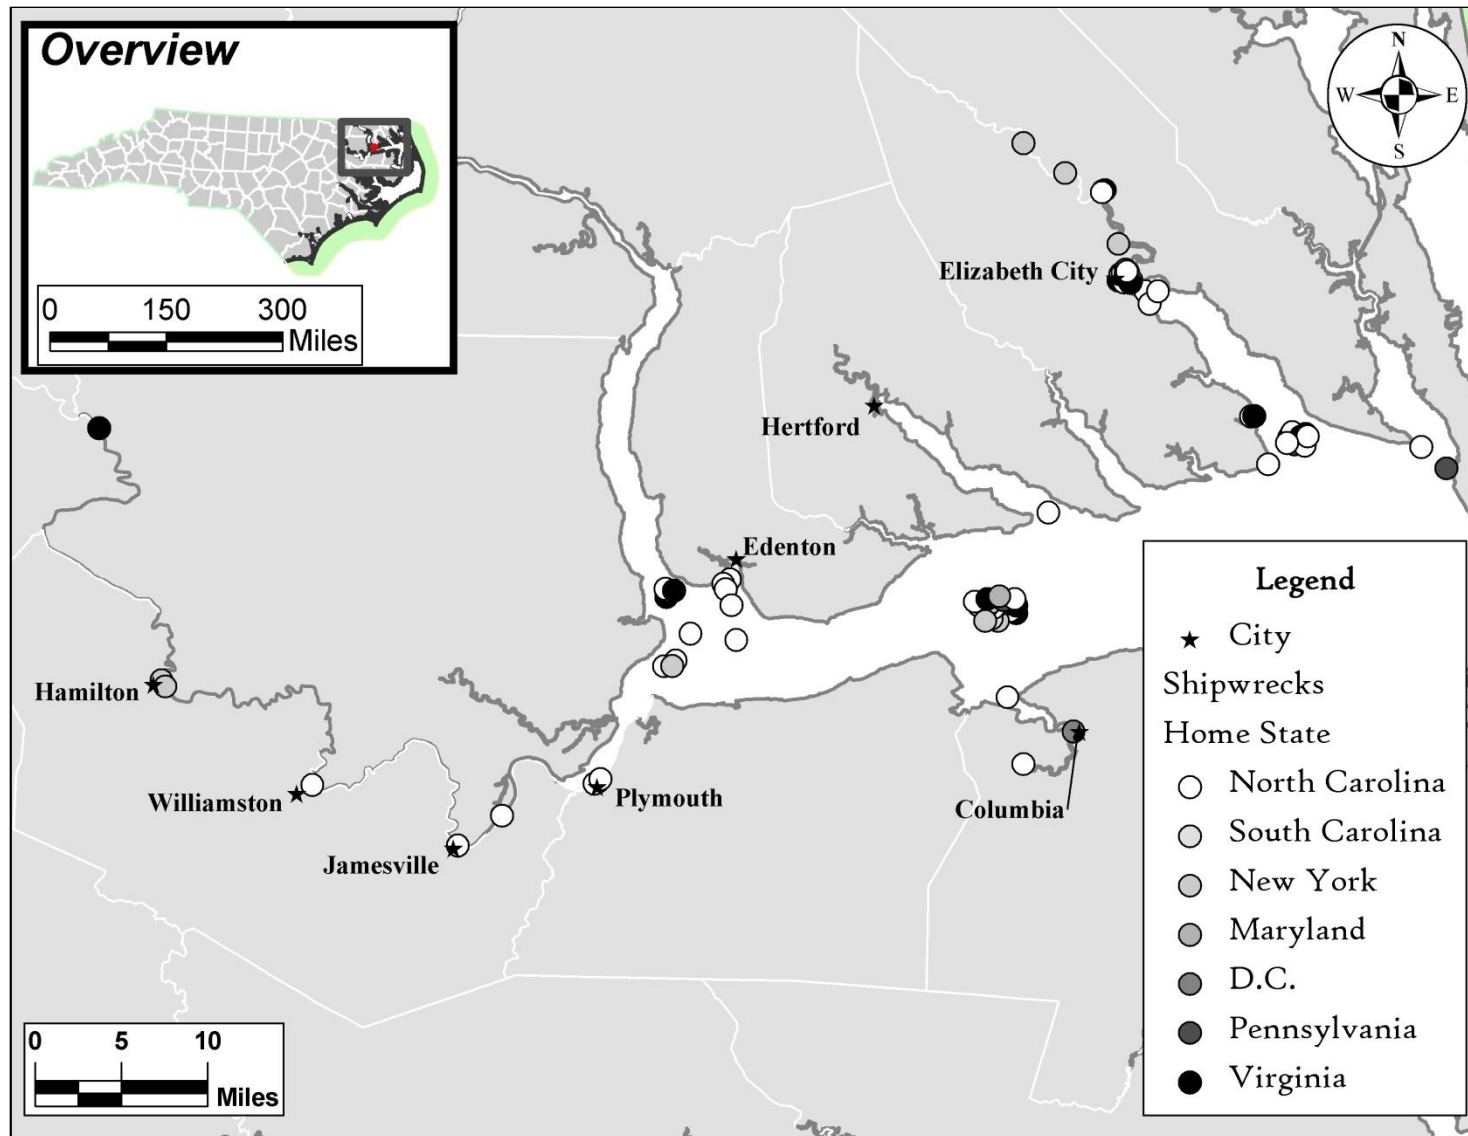 Overview
0 150 300
Miles
N
W E
S
Elizabeth City
Hertford
Edenton
Hamilton
Williamston
Plymouth
Jamesville
Columbia
Legend
City
Shipwrecks
Home State
North Carolina
South Carolina
New York
Maryland
D.C.
Pennsylvania
Virginia
0 5 10
Miles